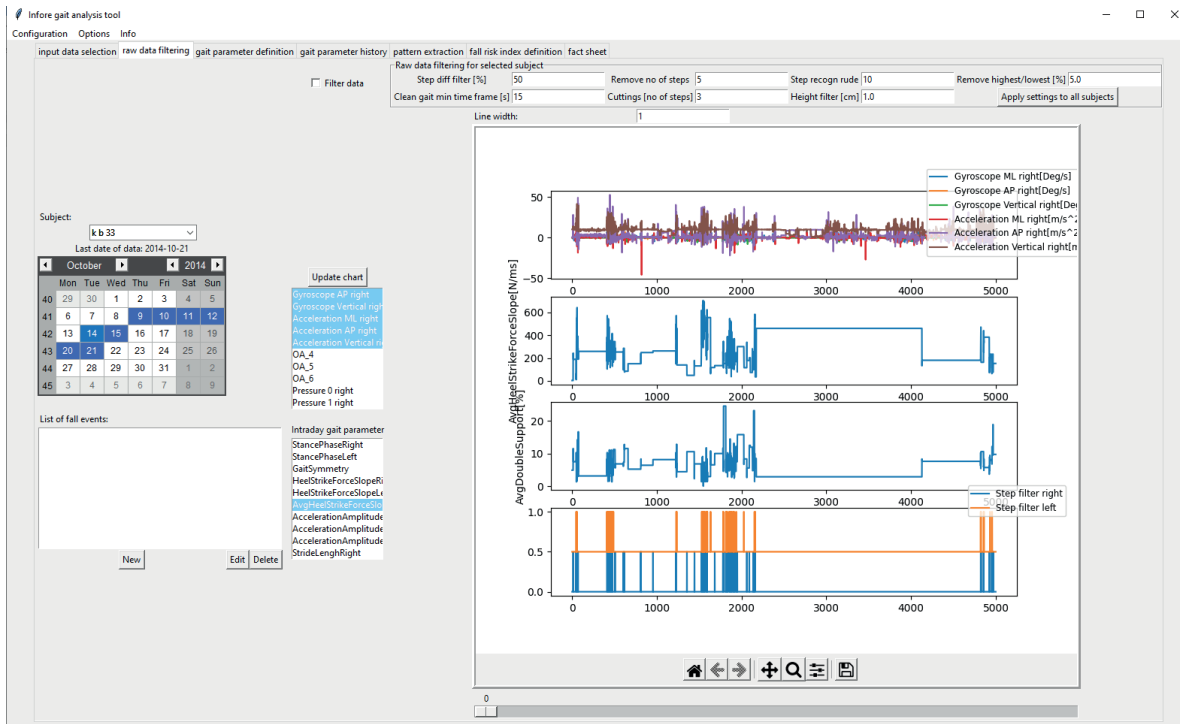 Infore gait analysis tool
Configuration Options Info
input data selection raw data filtering gait parameter definition gait parameter history pattern extraction fall risk index definition fact sheet
Filter data
Raw data filtering for selected subject
Step diff filter [%] 50 Remove no of steps 5 Step recogn rude 10 Remove highest/lowest [%] 5.0
Clean gait min time frame [s] 15 Cuttings [no of steps] 3 Height filter [cm] 1.0 Apply settings to all subjects
Line width: 1
Subject:
k b 33
Last date of data: 2014-10-21
October 2014
Mon Tue Wed Thu Fri Sat Sun
40 29 30 1 2 3 4 5
41 6 7 8 9 10 11 12
42 13 14 15 16 17 18 19
43 20 21 22 23 24 25 26
44 27 28 29 30 31 1 2
45 3 4 5 6 7 8 9
List of fall events:
New Edit Delete
Update chart
Gyroscope AP right
Gyroscope Vertical righ
Acceleration ML right
Acceleration AP right
Acceleration Vertical ri
OA_4
OA_5
OA_6
Pressure 0 right
Pressure 1 right
Intraday gait parameter
StancePhaseRight
StancePhaseLeft
GaitSymmetry
HeelStrikeForceSlopeRi
HeelStrikeForceSlopeLe
AvgHeelStrikeForceSlo
AccelerationAmplitude
AccelerationAmplitude
AccelerationAmplitude
StrideLenghRight
Gyroscope ML right[Deg/s]
Gyroscope AP right[Deg/s]
Gyroscope Vertical right[De
Acceleration ML right[m/s^2
Acceleration AP right[m/s^2
Acceleration Vertical right[m
50
0
−50
0 1000 2000 3000 4000 5000
AvgHeelStrikeForceSlope[N/ms]
600
400
200
0
0 1000 2000 3000 4000 5000
AvgDoubleSupport[%]
20
10
0
0 1000 2000 3000 4000 5000
Step filter right
Step filter left
1.0
0.5
0.0
0 1000 2000 3000 4000 5000
0